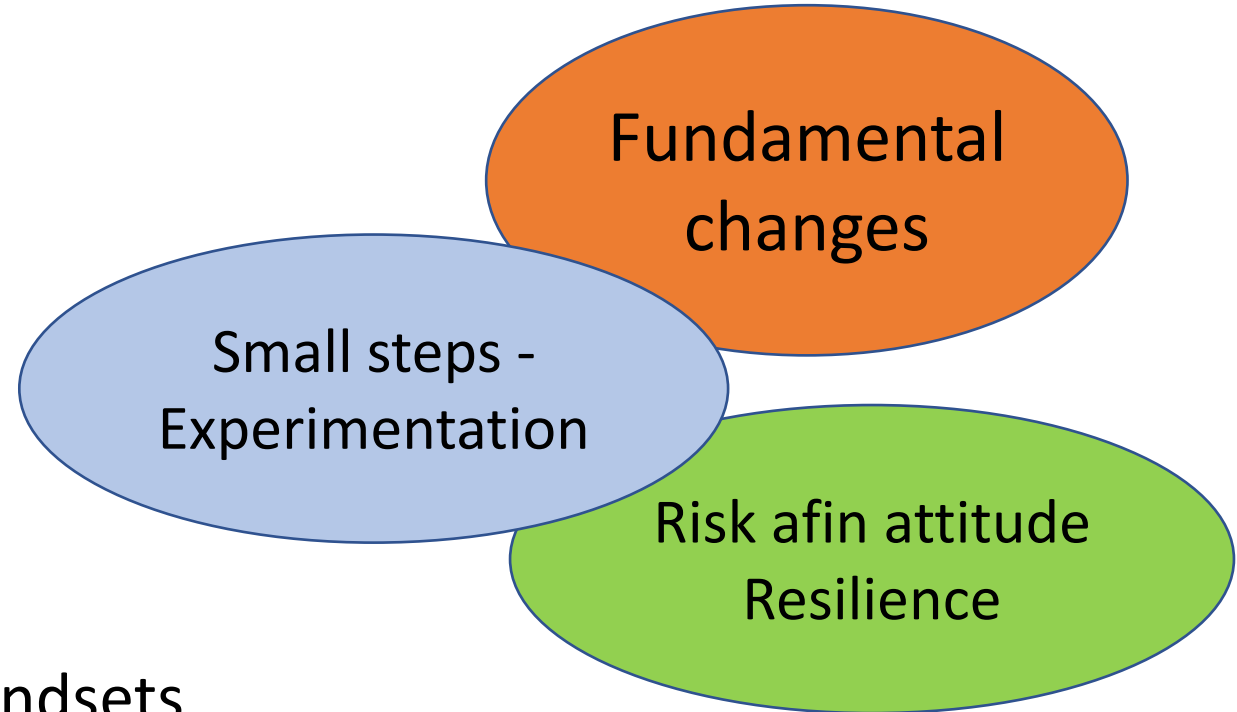 Fundamental
changes
Small steps -
Experimentation
Risk afin attitude
Resilience
ndsets